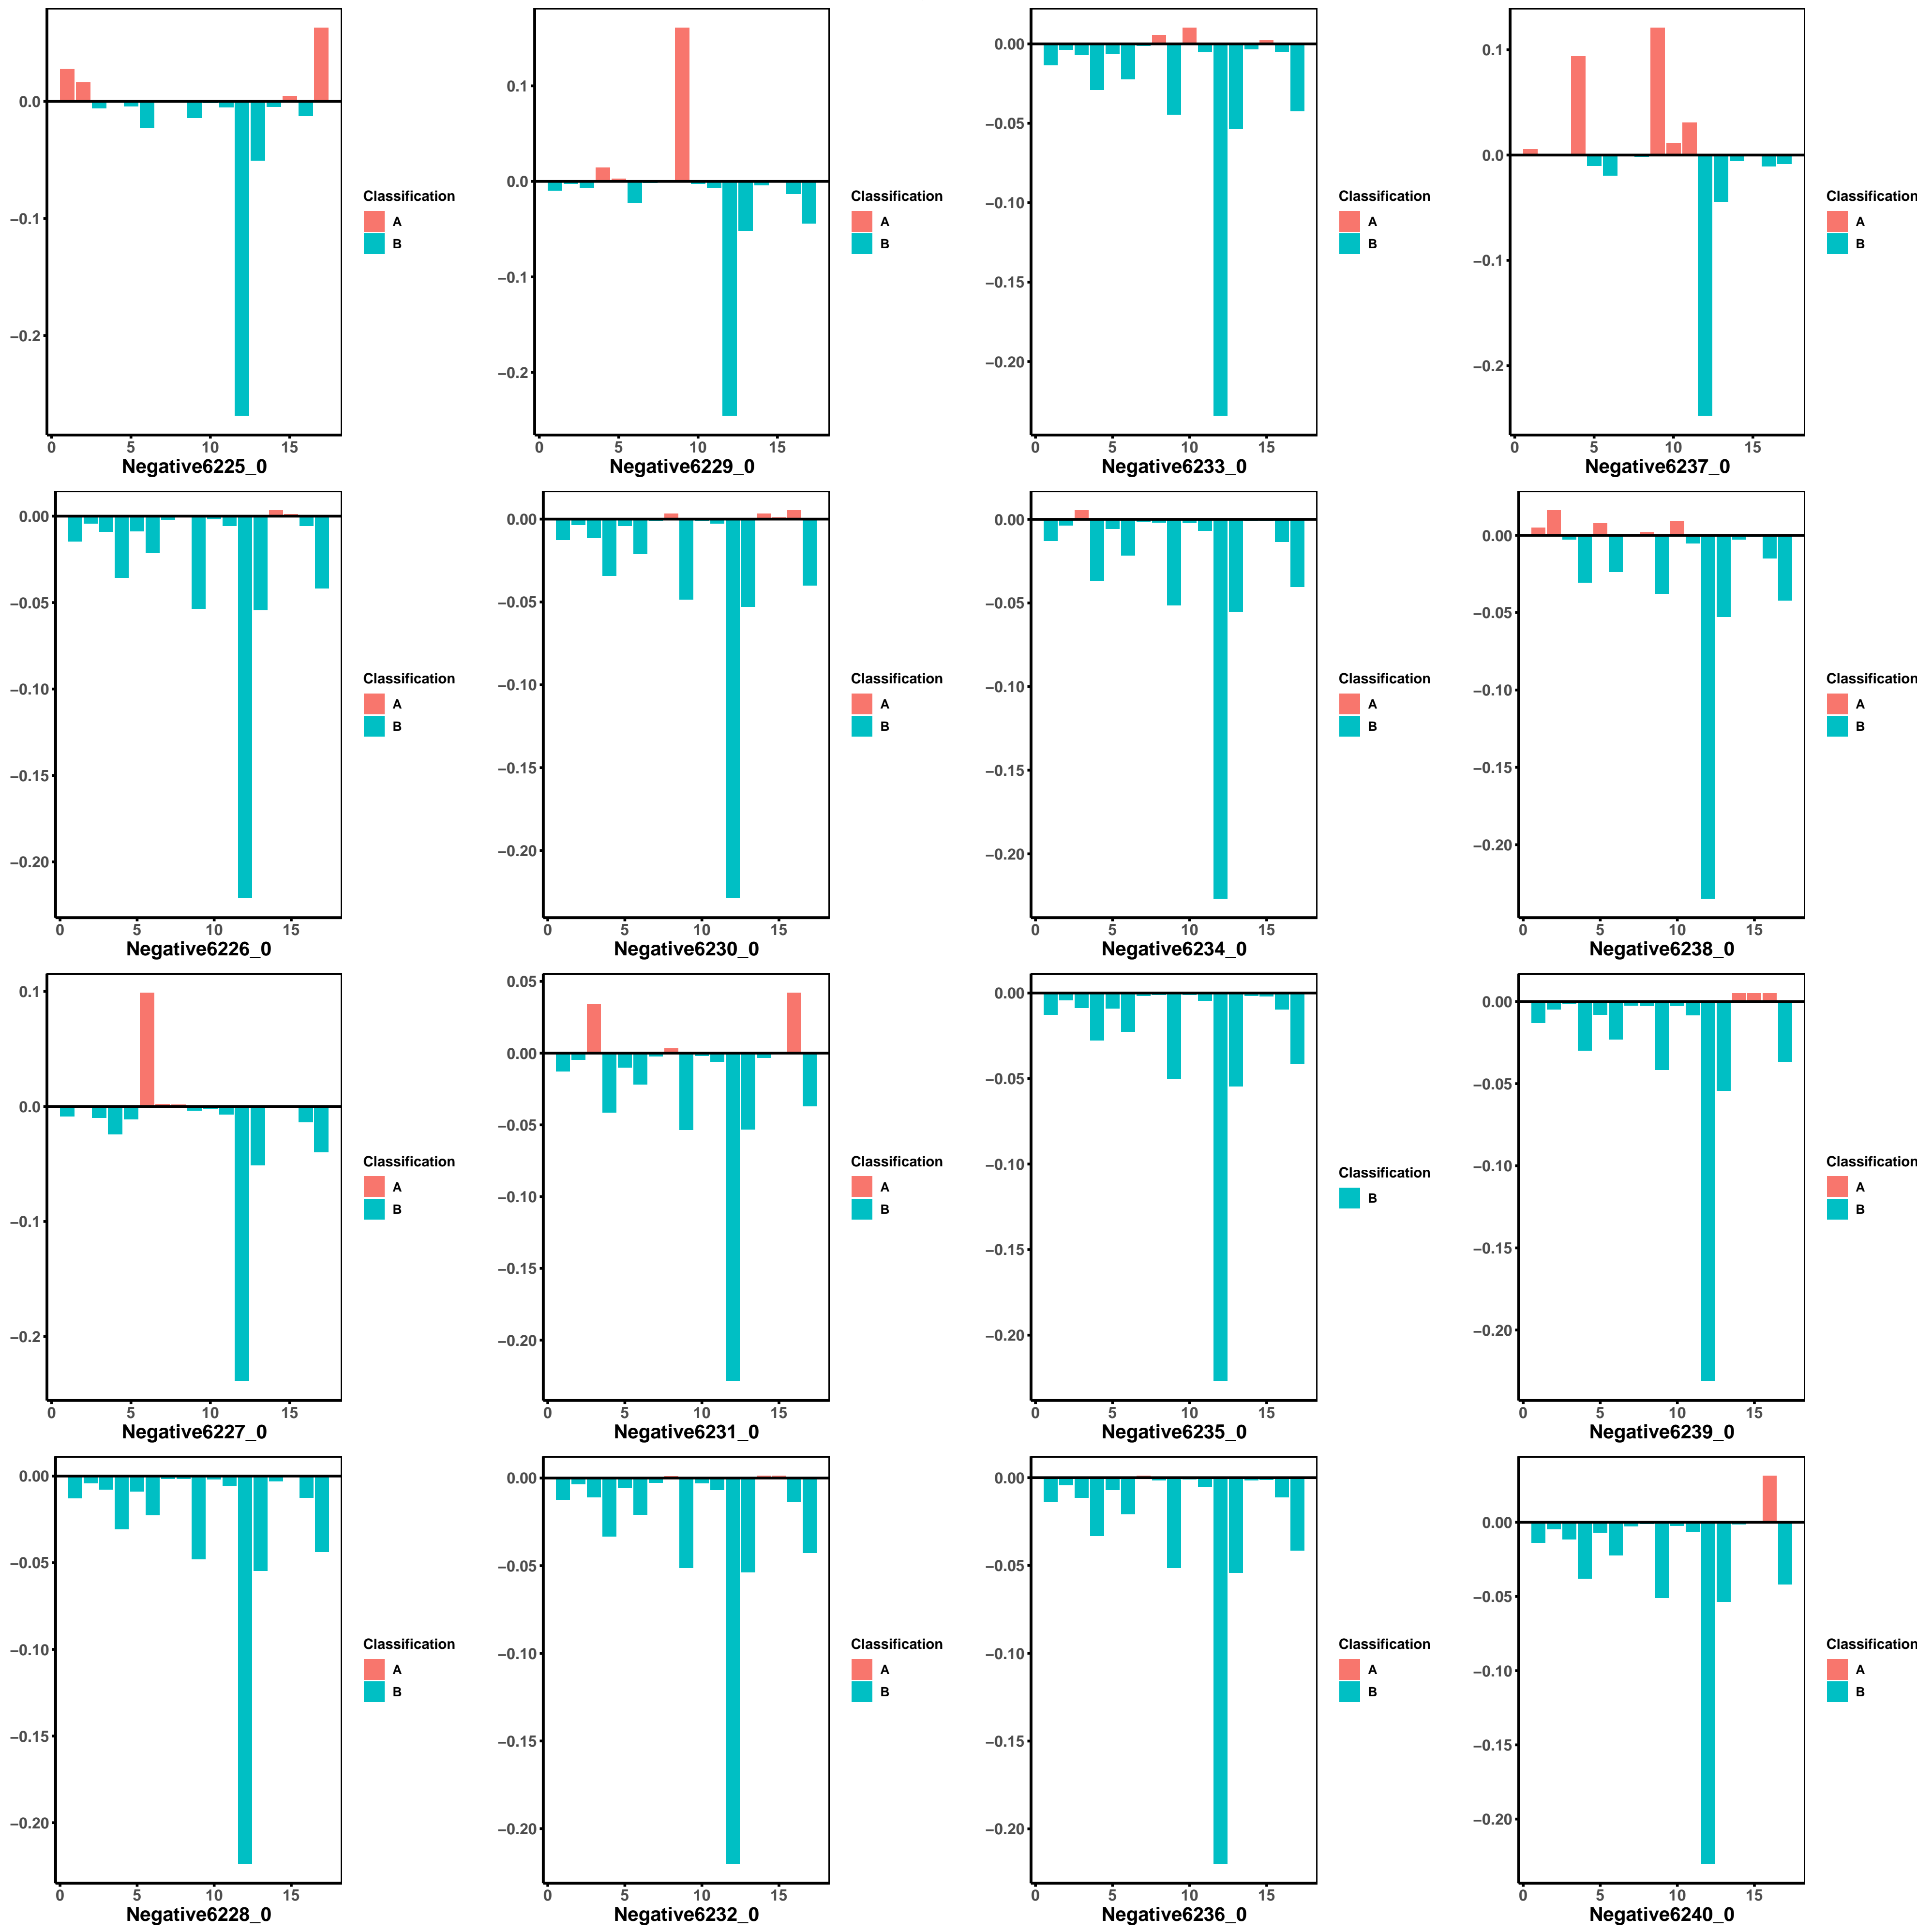 0.0
−0.1
−0.2
0 5 10 15
Negative6225_0
Classification
A
B
0.1
0.0
−0.1
−0.2
0 5 10 15
Negative6229_0
Classification
A
B
0.00
−0.05
−0.10
−0.15
−0.20
0 5 10 15
Negative6233_0
Classification
A
B
0.1
0.0
−0.1
−0.2
0 5 10 15
Negative6237_0
Classification
A
B
0.00
−0.05
−0.10
−0.15
−0.20
0 5 10 15
Negative6226_0
Classification
A
B
0.00
−0.05
−0.10
−0.15
−0.20
0 5 10 15
Negative6230_0
Classification
A
B
0.00
−0.05
−0.10
−0.15
−0.20
0 5 10 15
Negative6234_0
Classification
A
B
0.00
−0.05
−0.10
−0.15
−0.20
0 5 10 15
Negative6238_0
Classification
A
B
0.1
0.0
−0.1
−0.2
0 5 10 15
Negative6227_0
Classification
A
B
0.05
0.00
−0.05
−0.10
−0.15
−0.20
0 5 10 15
Negative6231_0
Classification
A
B
0.00
−0.05
−0.10
−0.15
−0.20
0 5 10 15
Negative6235_0
Classification
B
0.00
−0.05
−0.10
−0.15
−0.20
0 5 10 15
Negative6239_0
Classification
A
B
0.00
−0.05
−0.10
−0.15
−0.20
0 5 10 15
Negative6228_0
Classification
A
B
0.00
−0.05
−0.10
−0.15
−0.20
0 5 10 15
Negative6232_0
Classification
A
B
0.00
−0.05
−0.10
−0.15
−0.20
0 5 10 15
Negative6236_0
Classification
A
B
0.00
−0.05
−0.10
−0.15
−0.20
0 5 10 15
Negative6240_0
Classification
A
B